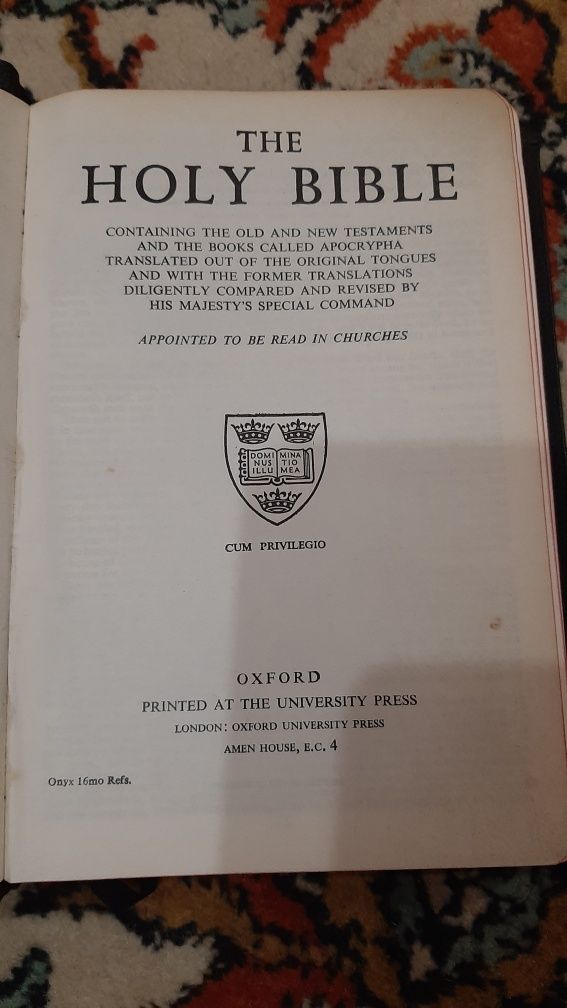 THE
HOLY BIBLE
CONTAINING THE OLD AND NEW TESTAMENTS
AND THE BOOKS CALLED APOCRYPHA
TRANSLATED OUT OF THE ORIGINAL TONGUES
AND WITH THE FORMER TRANSLATIONS
DILIGENTLY COMPARED AND REVISED BY
HIS MAJESTY'S SPECIAL COMMAND
APPOINTED TO BE READ IN CHURCHES
DOMI MINA
NUS TIO
ILLU MEA
CUM PRIVILEGIO
OXFORD
PRINTED AT THE UNIVERSITY PRESS
LONDON: OXFORD UNIVERSITY PRESS
AMEN HOUSE, E.C. 4
Onyx 16mo Refs.